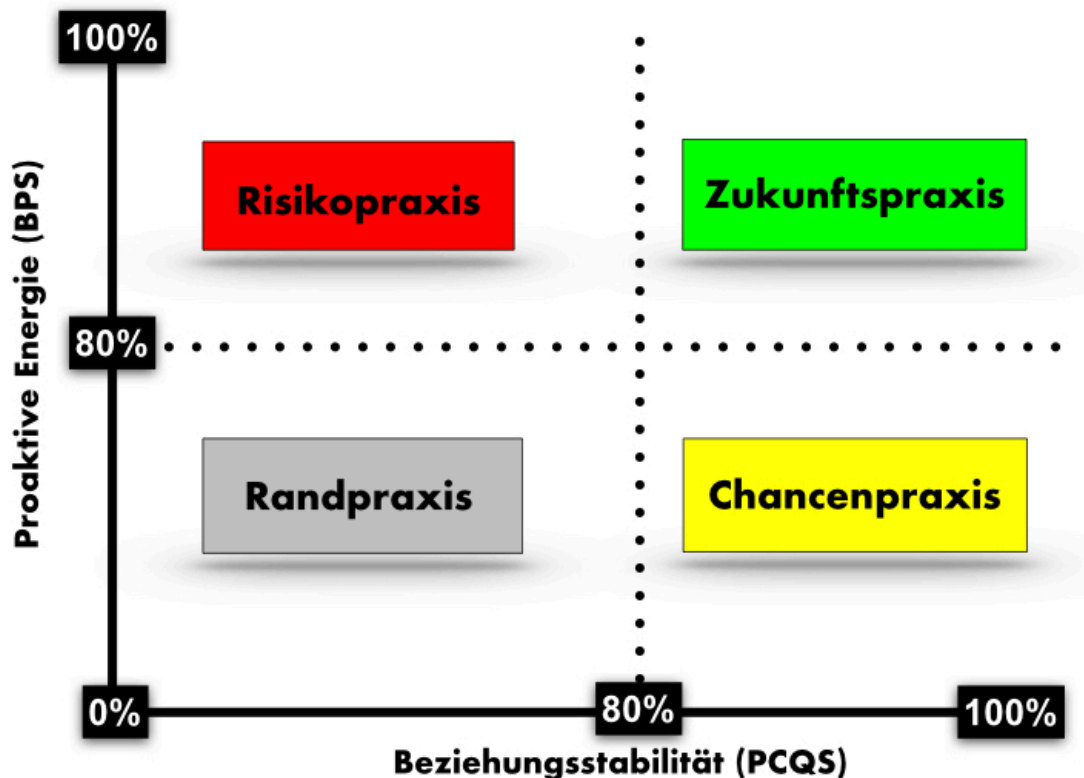 100%
Risikopraxis
Zukunftspraxis
Proaktive Energie (BPS)
80%
Randpraxis
Chancenpraxis
0%
80%
100%
Beziehungsstabilität (PCQS)